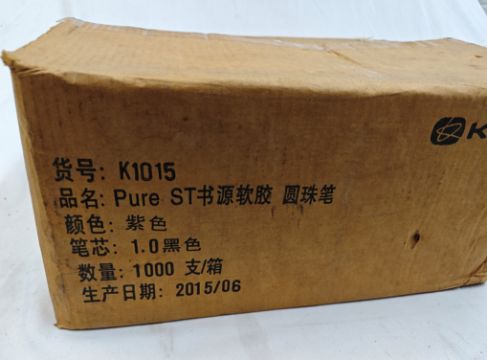 K
货号: K1015
品名: Pure ST书源软胶 圆珠笔
颜色: 紫色
笔芯: 1.0黑色
数量: 1000 支/箱
生产日期: 2015/06